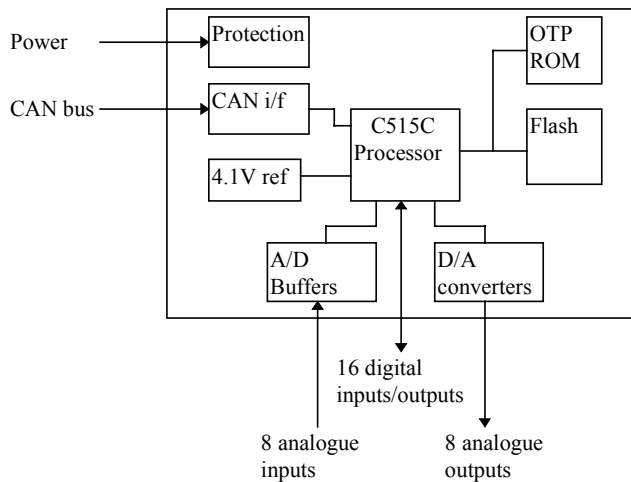 Power
Protection
OTP
ROM
CAN bus
CAN i/f
C515C
Processor
Flash
4.1V ref
A/D
Buffers
D/A
converters
16 digital
inputs/outputs
8 analogue
inputs
8 analogue
outputs